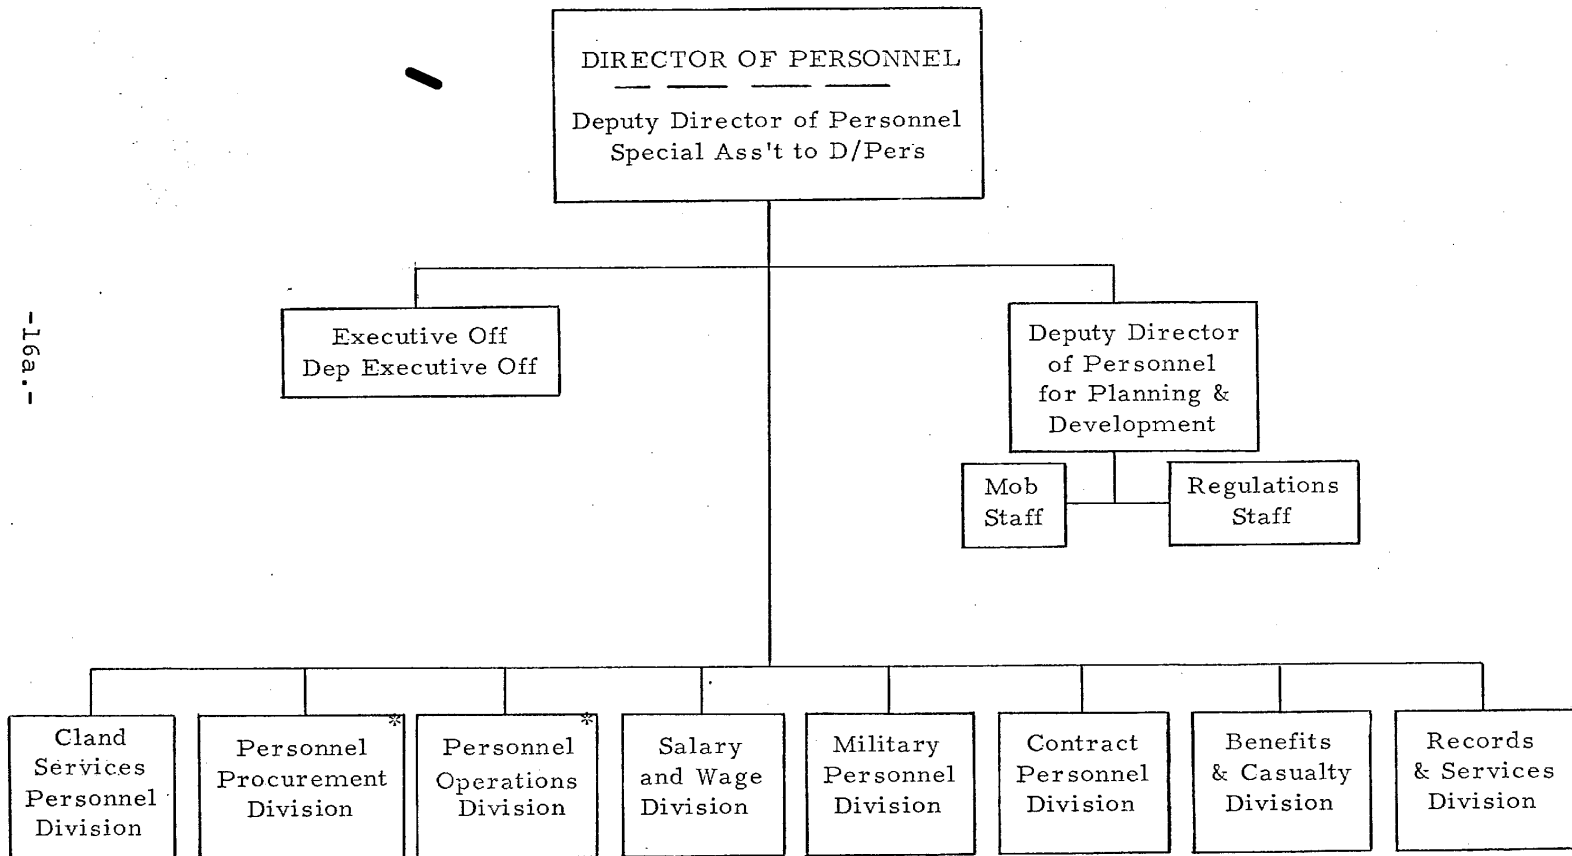 DIRECTOR OF PERSONNEL
Deputy Director of Personnel
Special Ass't to D/Pers
-16a.-
Executive Off
Dep Executive Off
Deputy Director
of Personnel
for Planning &
Development
Mob
Staff
Regulations
Staff
Cland
Services
Personnel
Division
*
Personnel
Procurement
Division
*
Personnel
Operations
Division
Salary
and Wage
Division
Military
Personnel
Division
Contract
Personnel
Division
Benefits
& Casualty
Division
Records
& Services
Division